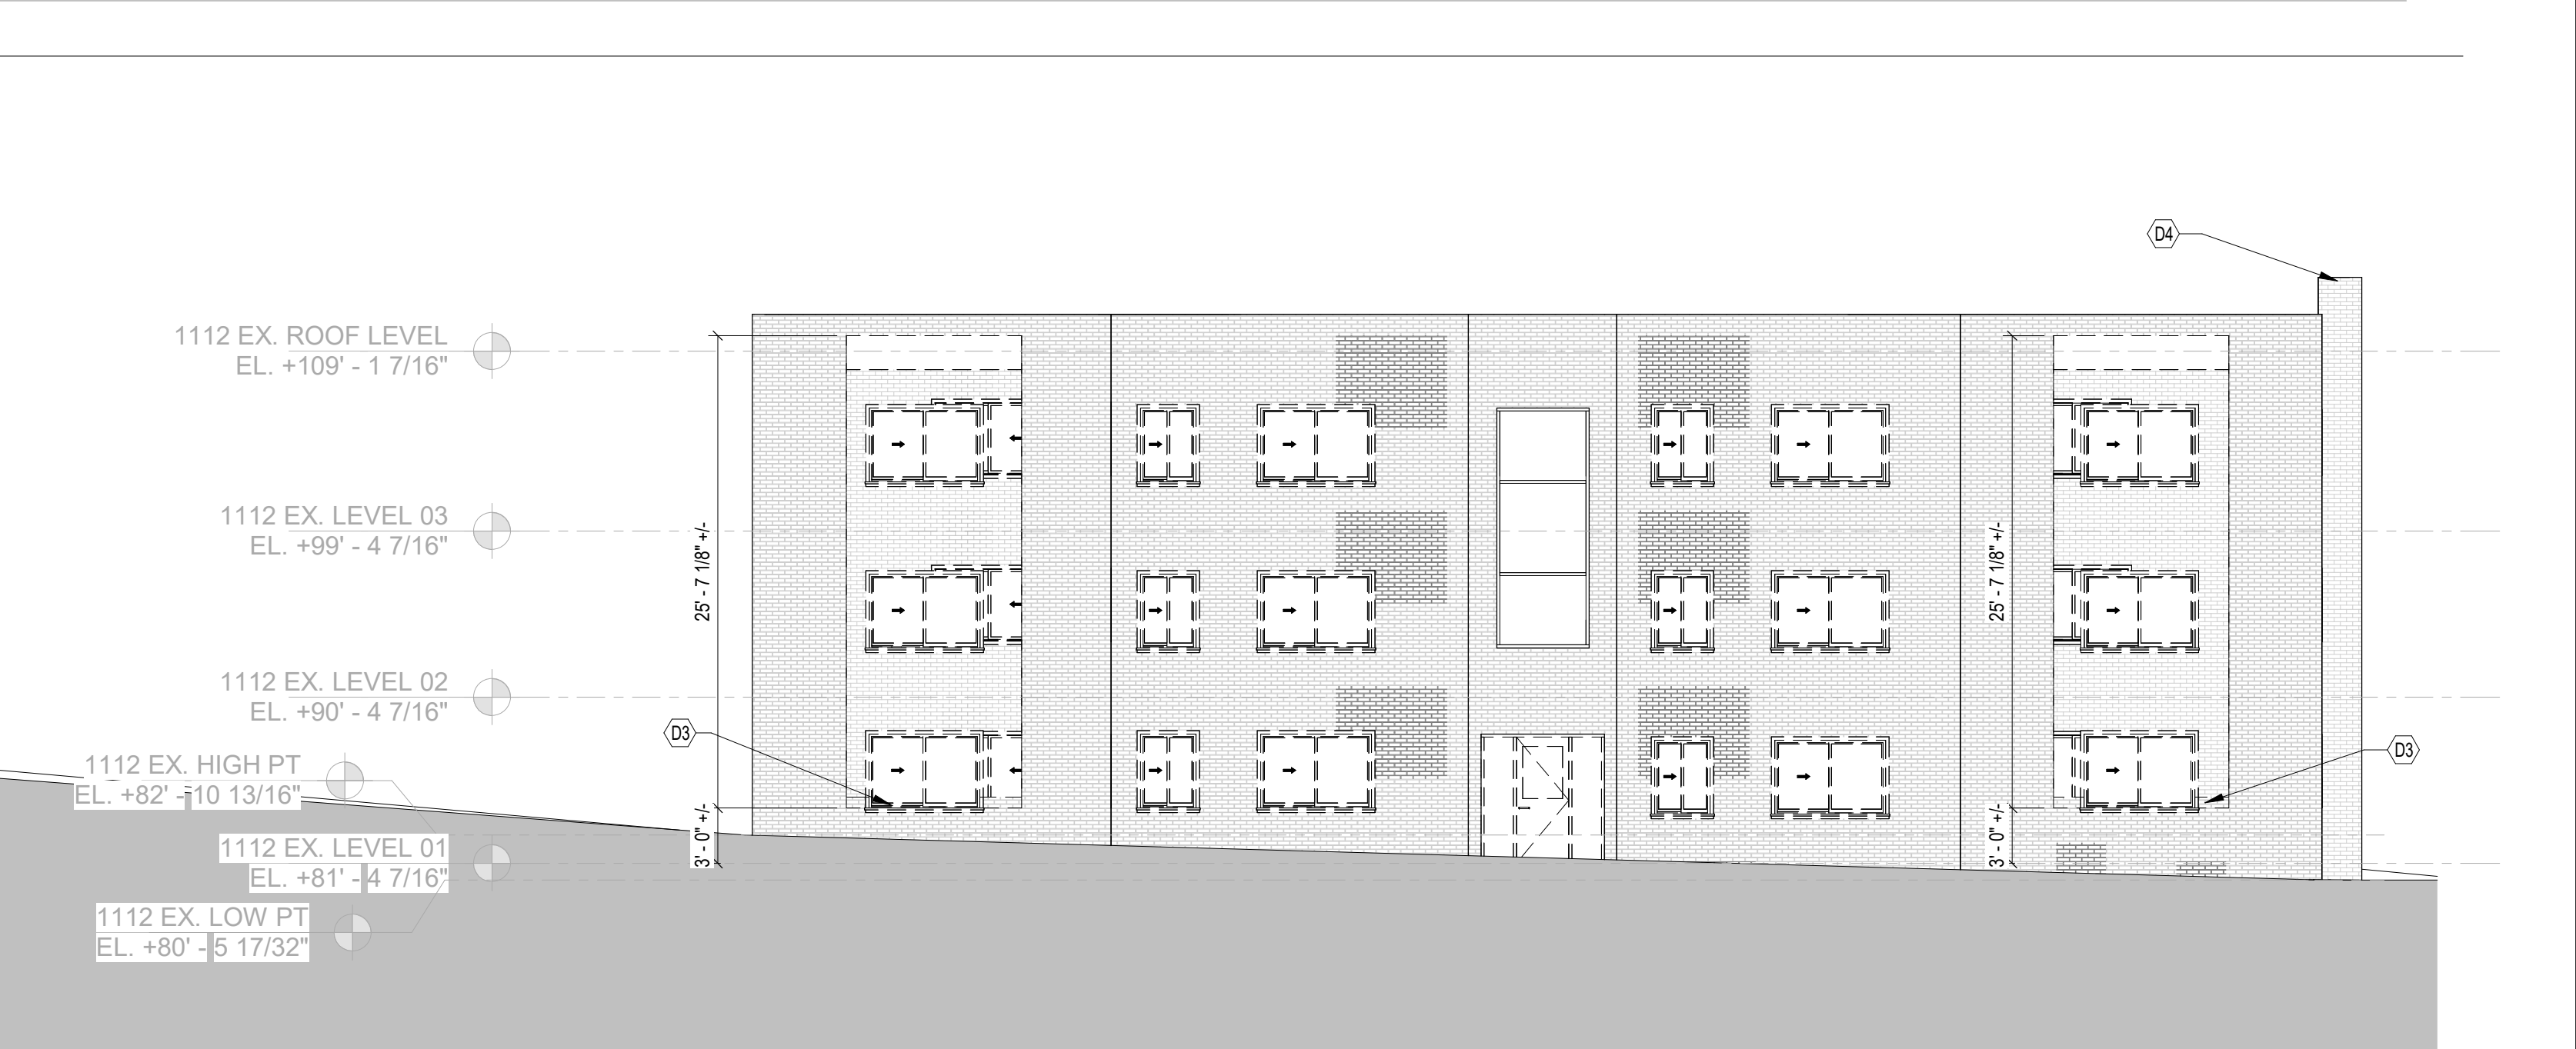 D4
1112 EX. ROOF LEVEL
EL. +109' - 1 7/16"
1112 EX. LEVEL 03
EL. +99' - 4 7/16"
25' - 7 1/8" +/-
25' - 7 1/8" +/-
1112 EX. LEVEL 02
EL. +90' - 4 7/16"
D3
D3
1112 EX. HIGH PT
EL. +82' - 10 13/16"
3' - 0" +/-
3' - 0" +/-
1112 EX. LEVEL 01
EL. +81' - 4 7/16"
1112 EX. LOW PT
EL. +80' - 5 17/32"